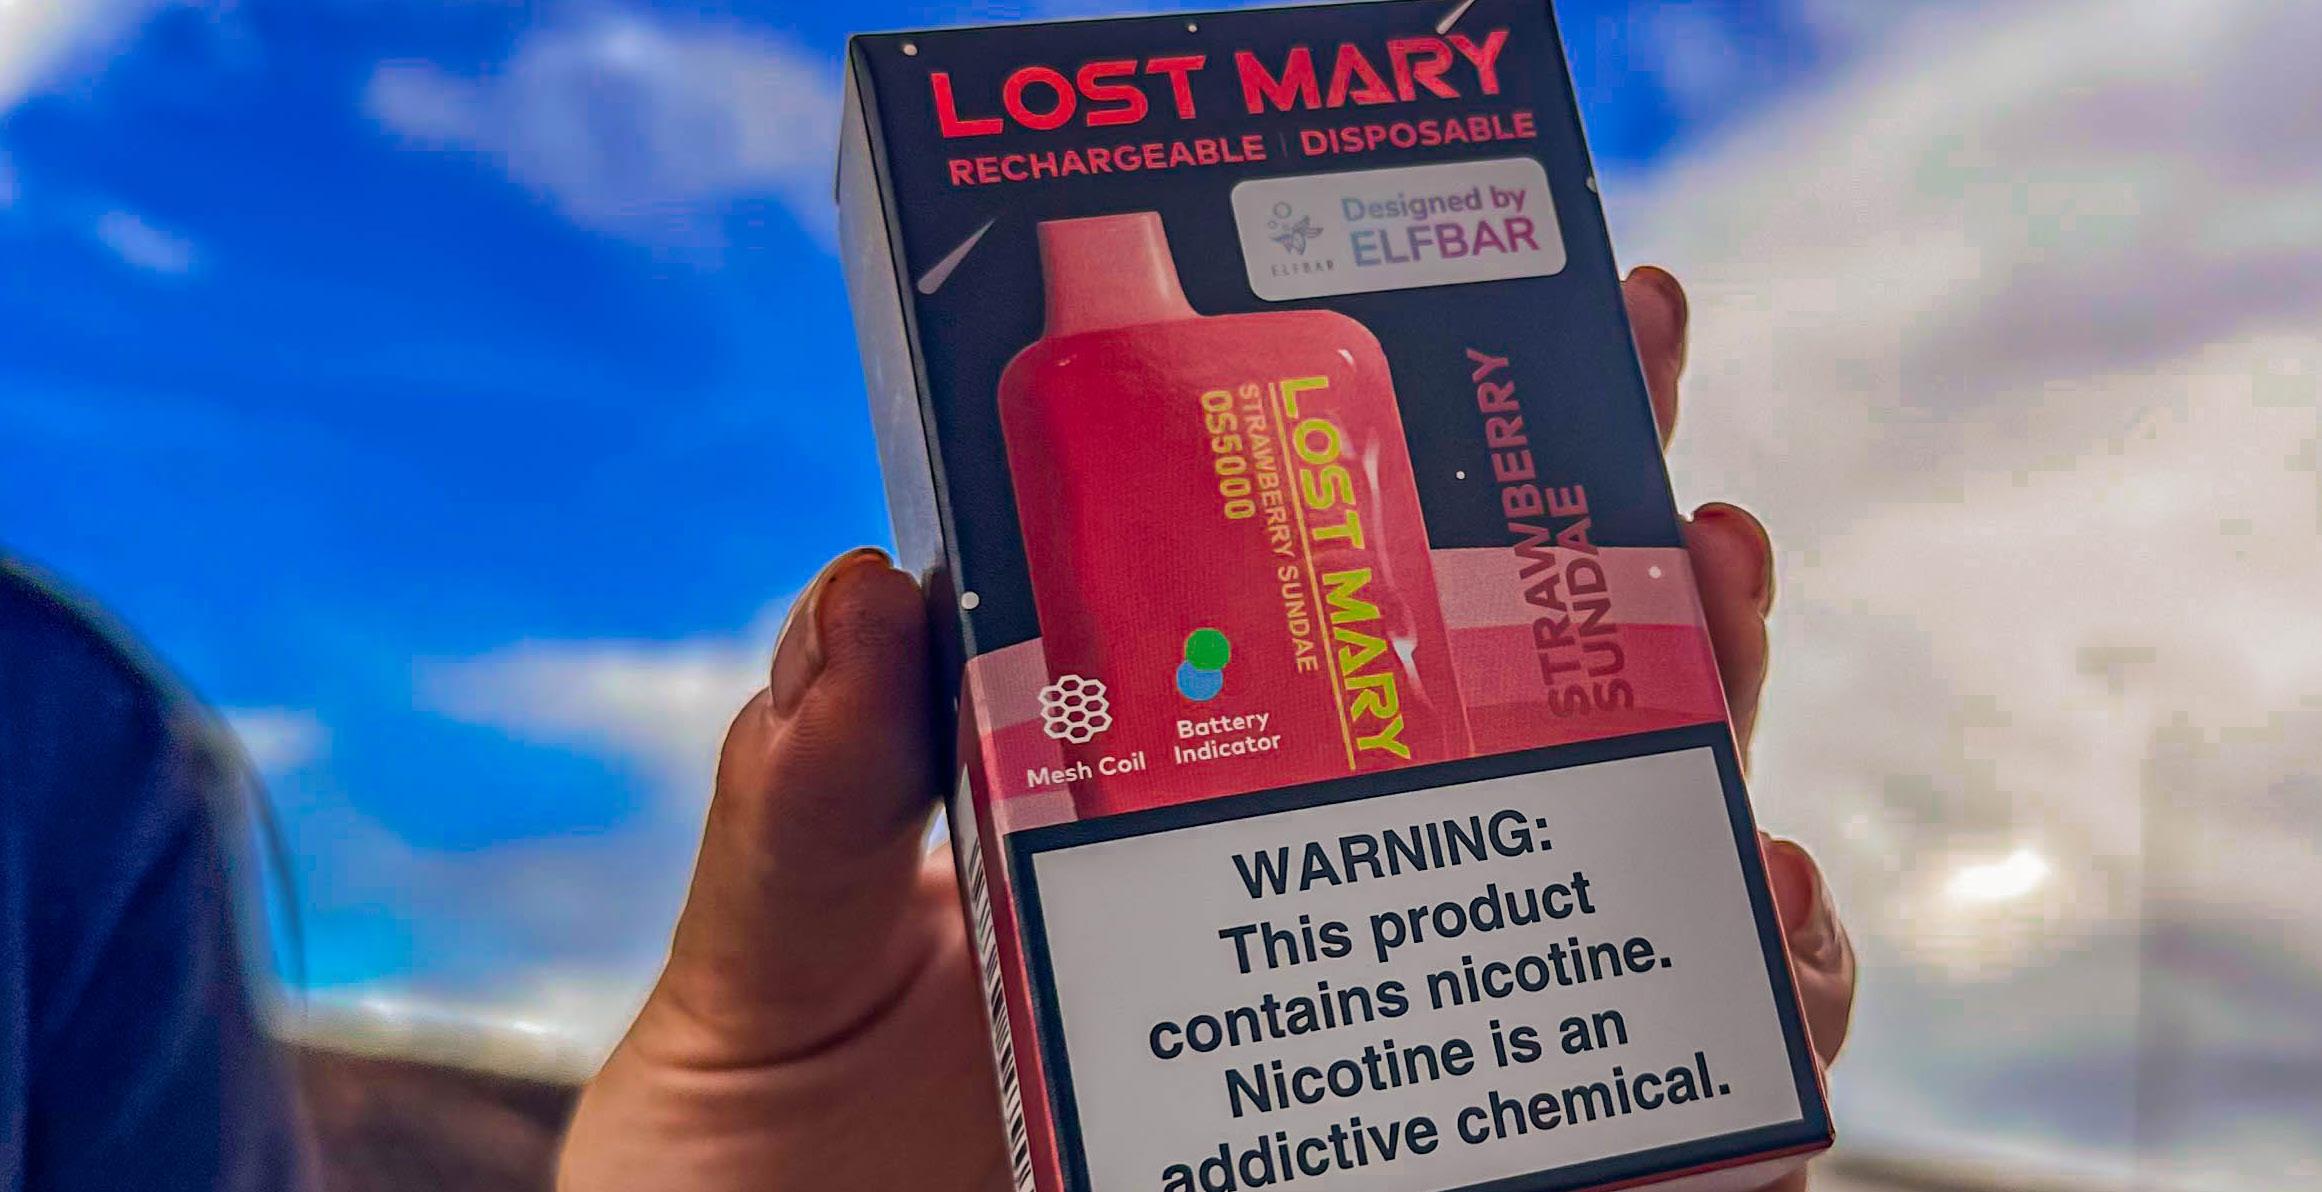 LOST MARY
RECHARGEABLE | DISPOSABLE
Designed by
ELFBAR
ELFBAR
LOST MARY
STRAWBERRY SUNDAE
OS5000
STRAWBERRY
SUNDAE
Mesh Coil
Battery
Indicator
WARNING:
This product
contains nicotine.
Nicotine is an
addictive chemical.